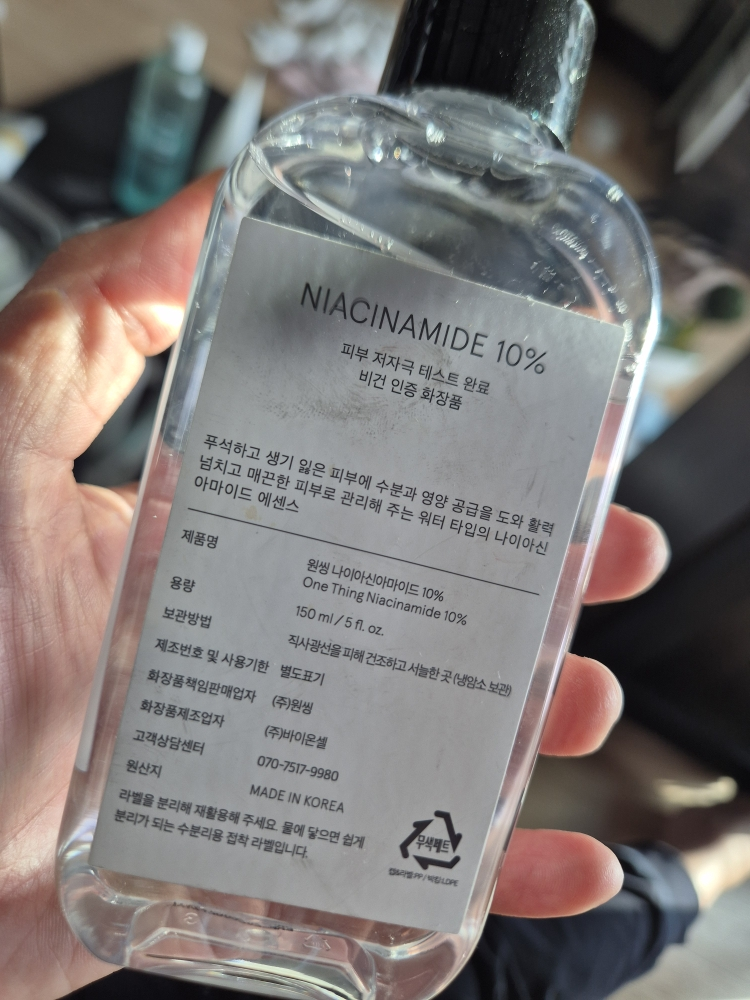 NIACINAMIDE 10%
피부 저자극 테스트 완료
비건 인증 화장품
푸석하고 생기 잃은 피부에 수분과 영양 공급을 도와 활력
넘치고 매끈한 피부로 관리해 주는 워터 타입의 나이아신
아마이드 에센스
제품명 원씽 나이아신아마이드 10%
One Thing Niacinamide 10%
용량 150 ml / 5 fl. oz.
보관방법 직사광선을 피해 건조하고 서늘한 곳 (냉암소 보관)
제조번호 및 사용기한 별도표기
화장품책임판매업자 (주)원씽
화장품제조업자 (주)바이온셀
고객상담센터 070-7517-9980
원산지 MADE IN KOREA
라벨을 분리해 재활용해 주세요. 물에 닿으면 쉽게
분리가 되는 수분리용 접착 라벨입니다.
무색페트
캡&라벨:PP / 박킹:LDPE